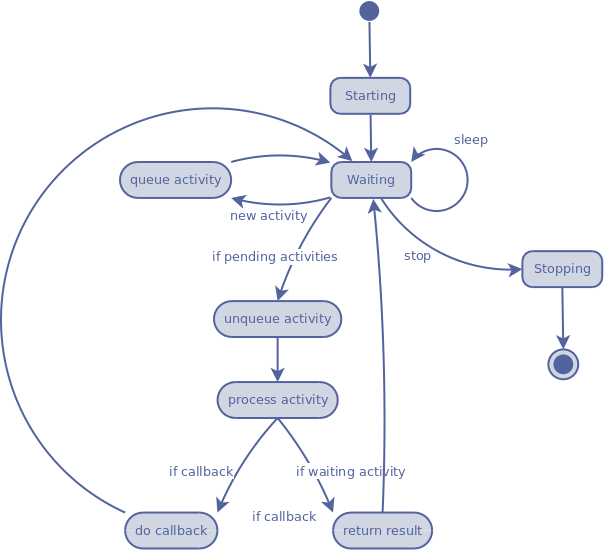 Starting
sleep
queue activity
Waiting
new activity
if pending activities
stop
Stopping
unqueue activity
process activity
if callback
if waiting activity
if callback
do callback
return result